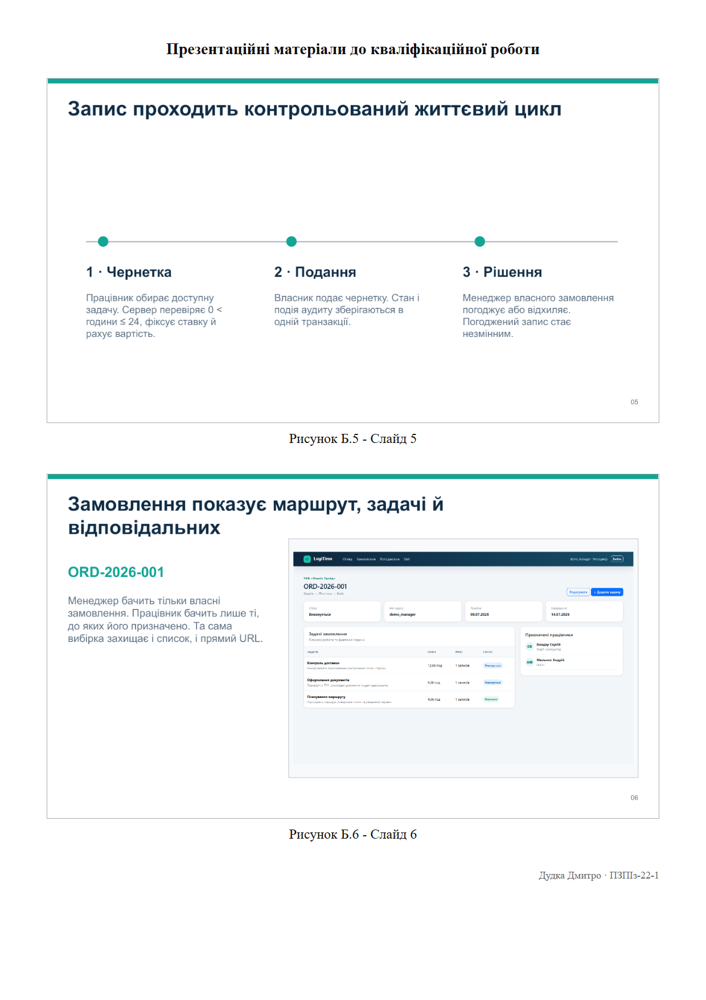 Презентаційні матеріали до кваліфікаційної роботи
Запис проходить контрольований життєвий цикл
1 · Чернетка
Працівник обирає доступну
задачу. Сервер перевіряє 0 <
години ≤ 24, фіксує ставку й
рахує вартість.
2 · Подання
Власник подає чернетку. Стан і
подія аудиту зберігаються в
одній транзакції.
3 · Рішення
Менеджер власного замовлення
погоджує або відхиляє.
Погоджений запис стає
незмінним.
05
Рисунок Б.5 - Слайд 5
Замовлення показує маршрут, задачі й
відповідальних
ORD-2026-001
Менеджер бачить тільки власні
замовлення. Працівник бачить лише ті,
до яких його призначено. Та сама
вибірка захищає і список, і прямий URL.
LogiTime Огляд Замовлення Погодження Звіт demo_manager · Менеджер Вийти
ORD-2026-001
Харків — Полтава — Київ
Редагувати + Додати задачу
Статус
Виконується
Менеджер
demo_manager
Початок
08.07.2026
Завершення
14.07.2026
Задачі замовлення
Планові роботи та фактичні години
ЗАДАЧА ПЛАН ФАКТ СТАТУС
Контроль доставки 12,00 год 1 записів Виконується
Оформлення документів 6,00 год 1 записів Виконується
Планування маршруту 4,00 год 1 записів
Призначені працівники
СБ Бондар Сергій
АМ Мельник Андрій
06
Рисунок Б.6 - Слайд 6
Дудка Дмитро · ПЗПІз-22-1